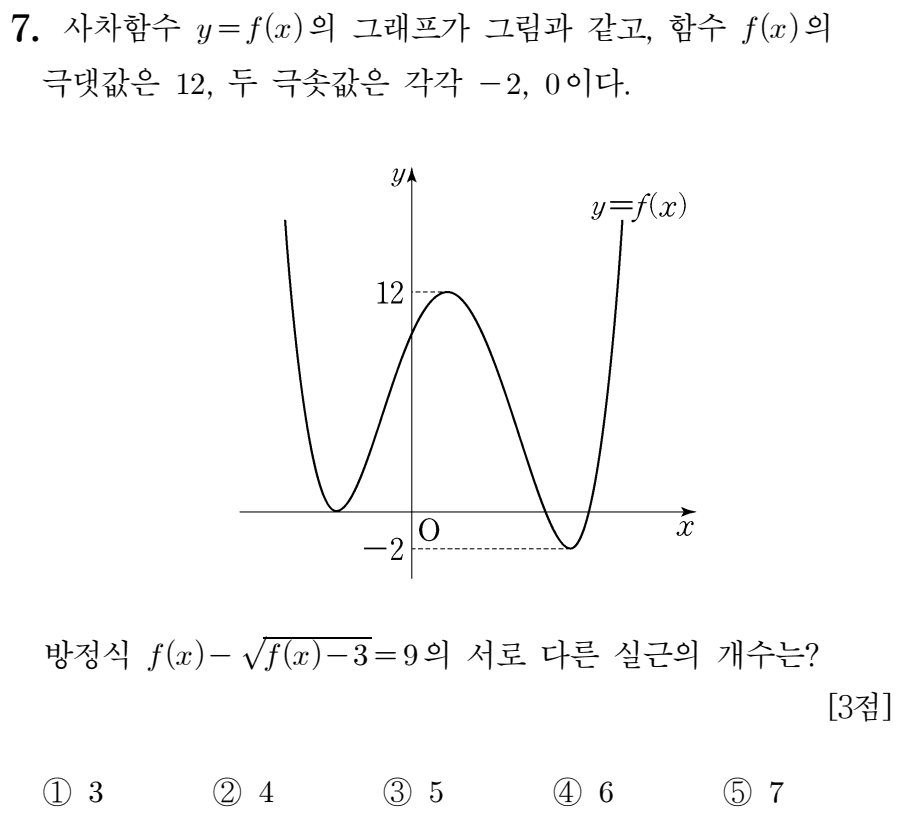 7. 사차함수 y=f(x)의 그래프가 그림과 같고, 함수 f(x)의
극댓값은 12, 두 극솟값은 각각 −2, 0이다.
y
y=f(x)
12
O
x
−2
방정식 f(x)−√(f(x)−3)=9의 서로 다른 실근의 개수는?
[3점]
① 3 ② 4 ③ 5 ④ 6 ⑤ 7